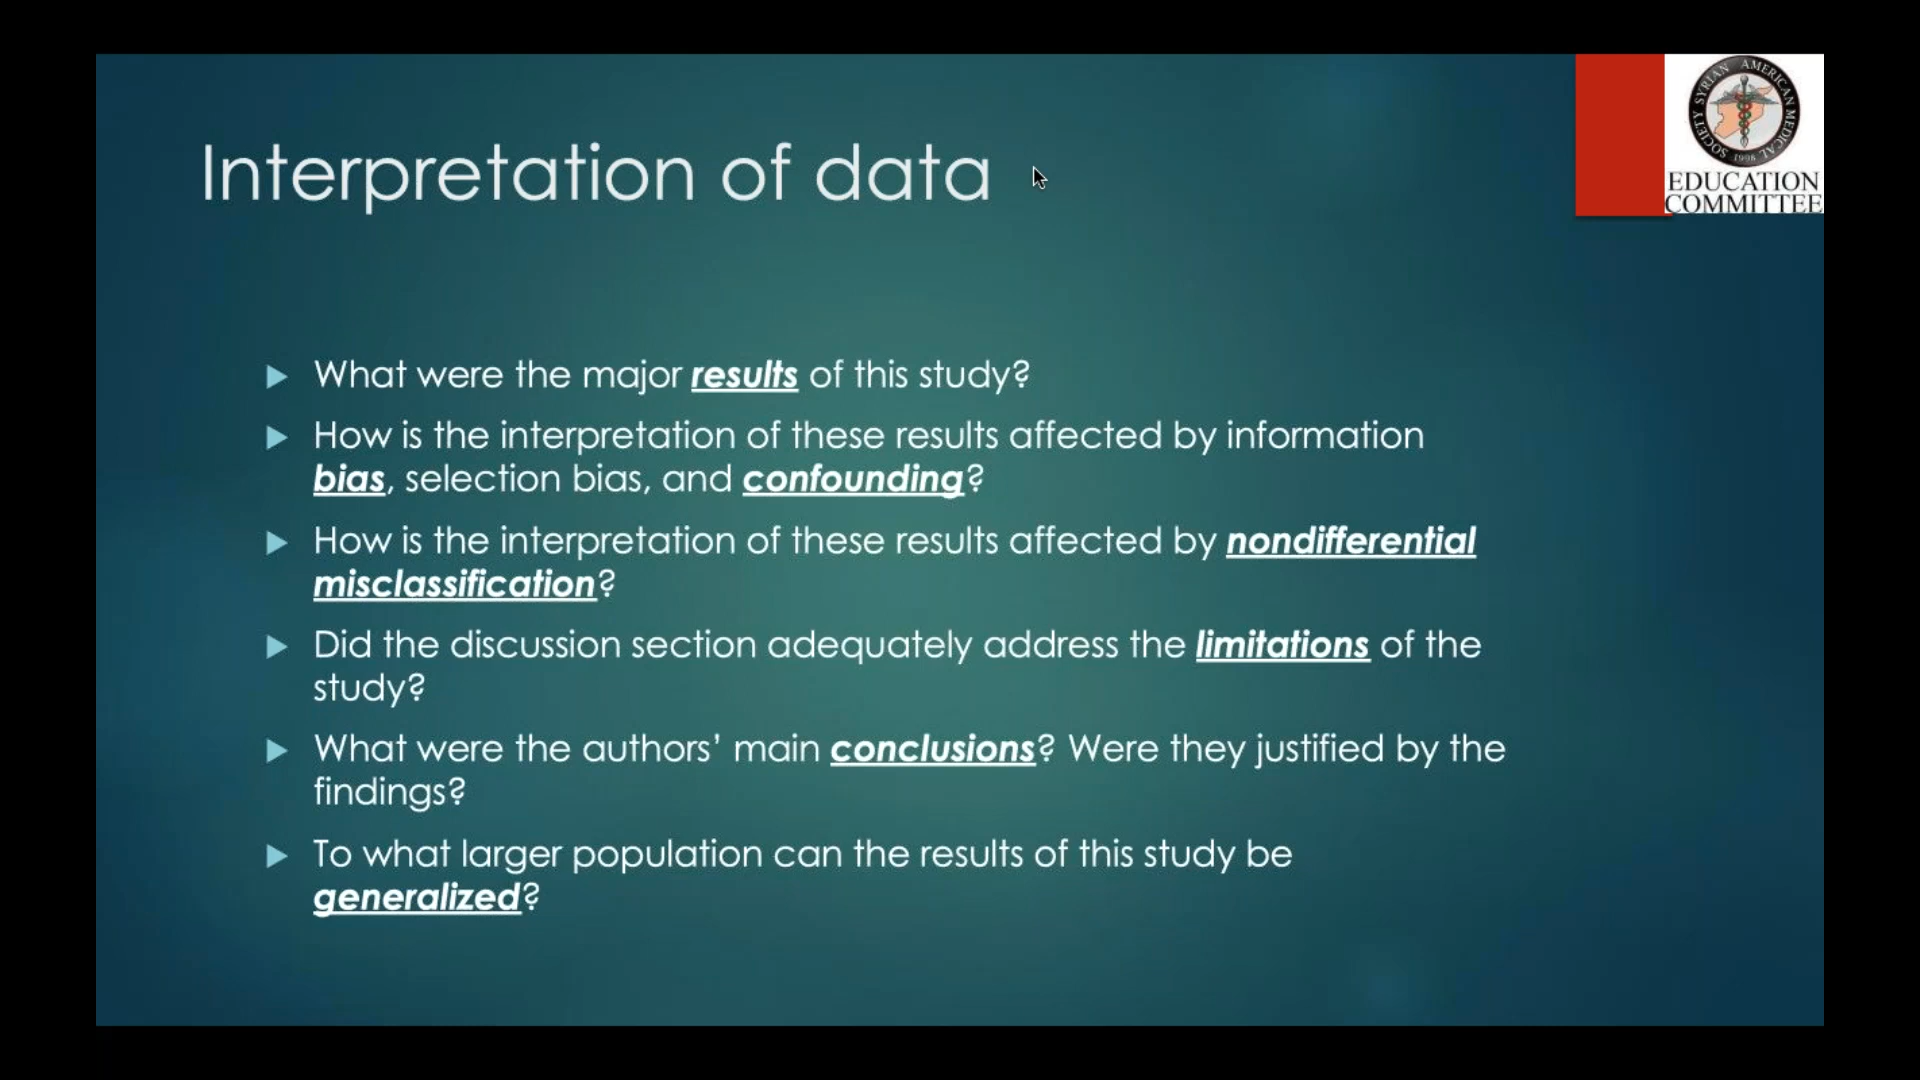 SYRIAN AMERICAN MEDICAL SOCIETY
1998
EDUCATION
COMMITTEE
Interpretation of data
What were the major results of this study?
How is the interpretation of these results affected by information
bias, selection bias, and confounding?
How is the interpretation of these results affected by nondifferential
misclassification?
Did the discussion section adequately address the limitations of the
study?
What were the authors’ main conclusions? Were they justified by the
findings?
To what larger population can the results of this study be
generalized?